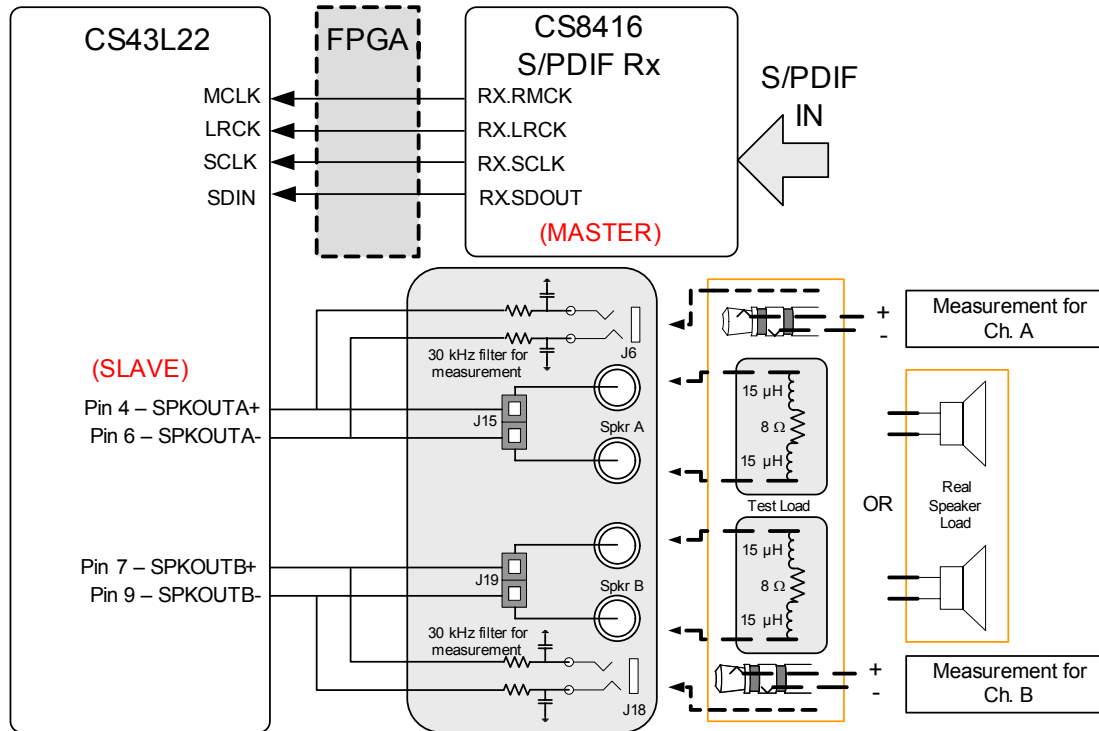 CS43L22
FPGA
CS8416
S/PDIF Rx
S/PDIF
IN
MCLK
LRCK
SCLK
SDIN
RX.RMCK
RX.LRCK
RX.SCLK
RX.SDOUT
(MASTER)
(SLAVE)
Pin 4 – SPKOUTA+
Pin 6 – SPKOUTA-
Pin 7 – SPKOUTB+
Pin 9 – SPKOUTB-
J6
30 kHz filter for
measurement
J15
Spkr A
J19
Spkr B
30 kHz filter for
measurement
J18
+
-
Measurement for
Ch. A
15 µH
8 Ω
15 µH
Test Load
OR
Real
Speaker
Load
15 µH
8 Ω
15 µH
+
-
Measurement for
Ch. B